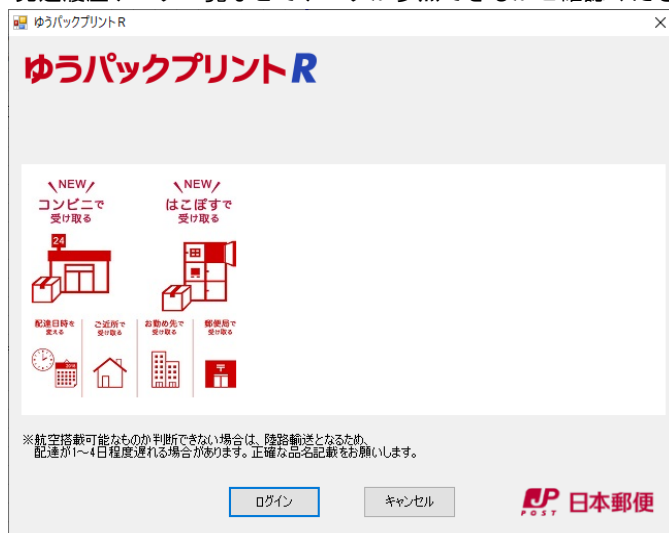 ゆうパックプリントR
ゆうパックプリントR
NEW
コンビニで
受け取る
24
NEW
はこぽすで
受け取る
配達日時を
変える
ご近所で
受け取る
お勤め先で
受け取る
郵便局で
受け取る
※航空搭載可能なものか判断できない場合は、陸路輸送となるため、
配達が1~4日程度遅れる場合があります。正確な品名記載をお願いします。
ログイン
キャンセル
JP
POST
日本郵便